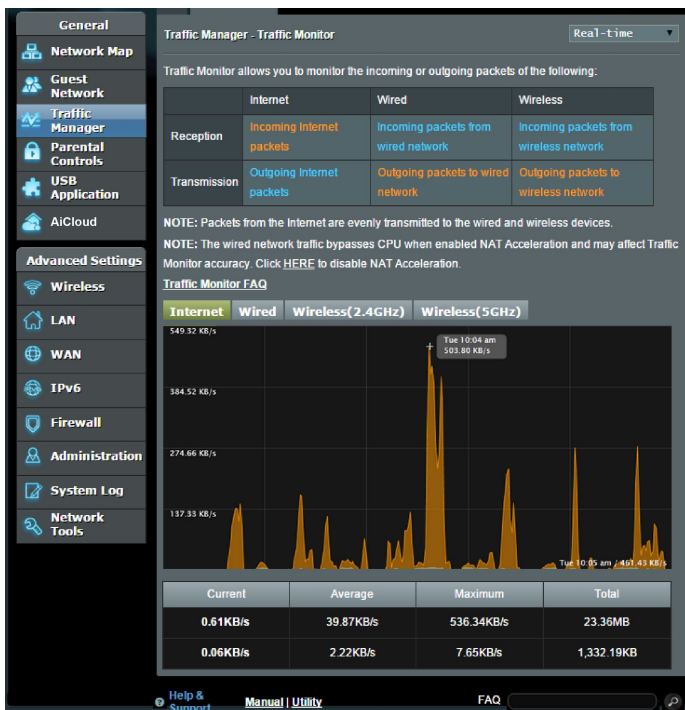 General
Network Map
Guest
Network
Traffic
Manager
Parental
Controls
USB
Application
AiCloud
Advanced Settings
Wireless
LAN
WAN
IPv6
Firewall
Administration
System Log
Network
Tools
Traffic Manager - Traffic Monitor
Real-time
Traffic Monitor allows you to monitor the incoming or outgoing packets of the following:
Internet Wired Wireless
Reception
Incoming Internet
packets
Incoming packets from
wired network
Incoming packets from
wireless network
Transmission
Outgoing Internet
packets
Outgoing packets to wired
network
Outgoing packets to
wireless network
NOTE: Packets from the Internet are evenly transmitted to the wired and wireless devices.
NOTE: The wired network traffic bypasses CPU when enabled NAT Acceleration and may affect Traffic
Monitor accuracy. Click HERE to disable NAT Acceleration.
Traffic Monitor FAQ
Internet Wired Wireless(2.4GHz) Wireless(5GHz)
549.32 KB/s
Tue 10:04 am
503.80 KB/s
384.52 KB/s
274.66 KB/s
137.33 KB/s
Tue 10:05 am / 461.43 KB/s
Current Average Maximum Total
0.61KB/s 39.87KB/s 536.34KB/s 23.36MB
0.06KB/s 2.22KB/s 7.65KB/s 1,332.19KB
Help &
Support
Manual | Utility
FAQ